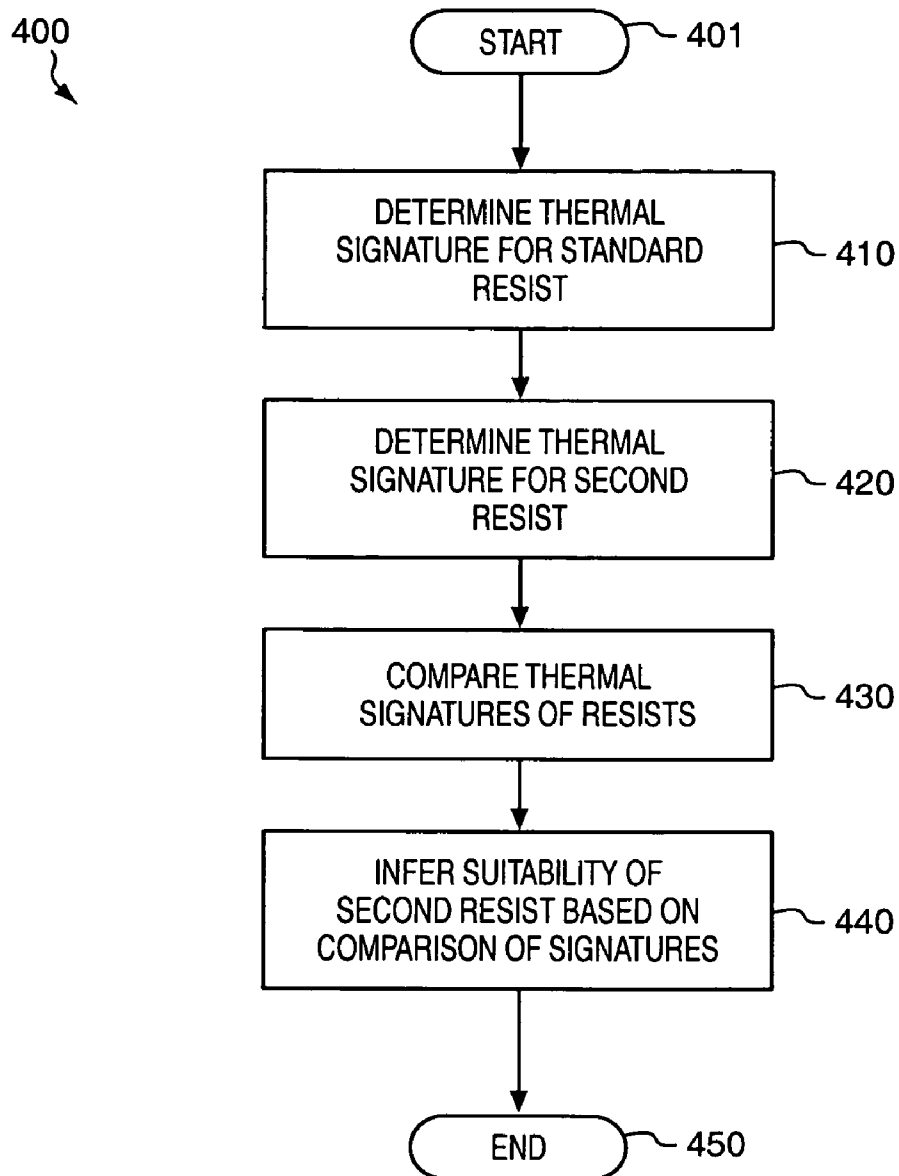 400
START
401
DETERMINE THERMAL
SIGNATURE FOR STANDARD
RESIST
410
DETERMINE THERMAL
SIGNATURE FOR SECOND
RESIST
420
COMPARE THERMAL
SIGNATURES OF RESISTS
430
INFER SUITABILITY OF
SECOND RESIST BASED ON
COMPARISON OF SIGNATURES
440
END
450